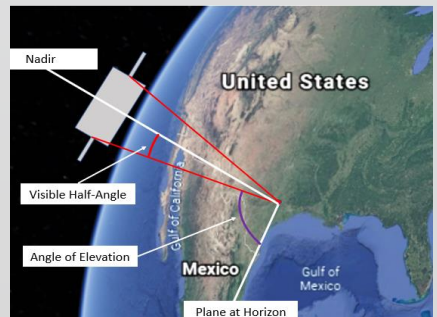 Nadir
United States
Visible Half-Angle
Gulf of California
Angle of Elevation
Mexico
Gulf of
Mexico
Plane at Horizon